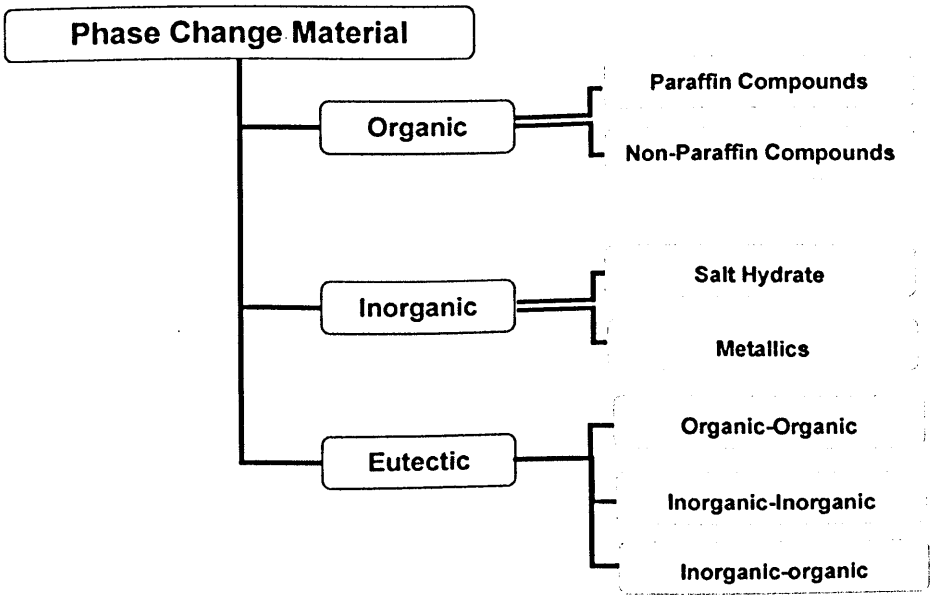 Phase Change Material
Organic
Paraffin Compounds
Non-Paraffin Compounds
Inorganic
Salt Hydrate
Metallics
Eutectic
Organic-Organic
Inorganic-Inorganic
Inorganic-organic